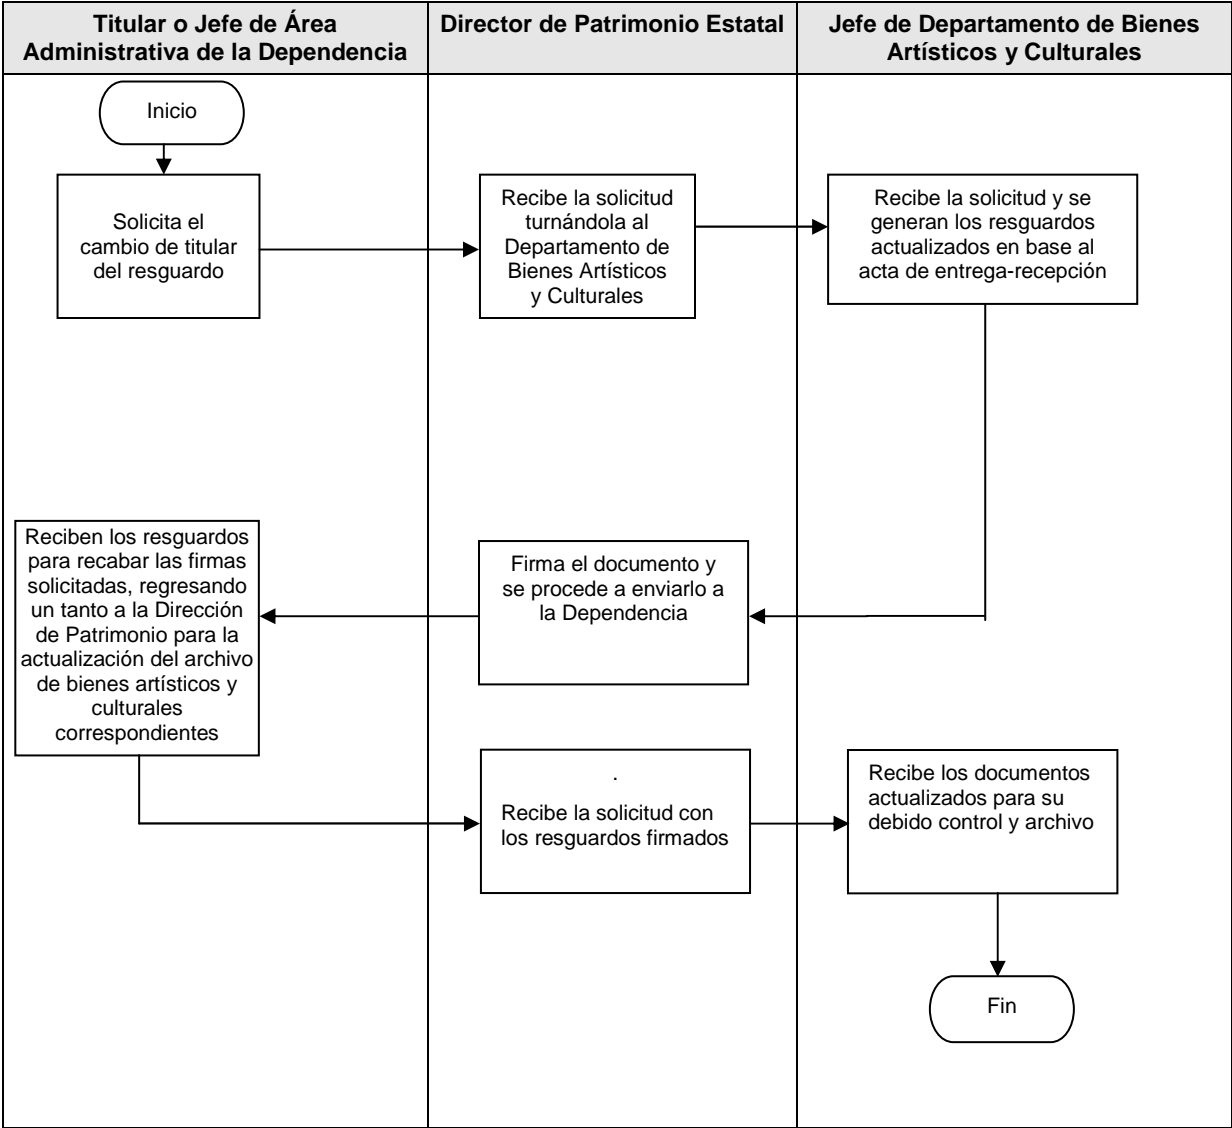 Titular o Jefe de Área
Administrativa de la Dependencia
Director de Patrimonio Estatal
Jefe de Departamento de Bienes
Artísticos y Culturales
Inicio
Solicita el
cambio de titular
del resguardo
Recibe la solicitud
turnándola al
Departamento de
Bienes Artísticos
y Culturales
Recibe la solicitud y se
generan los resguardos
actualizados en base al
acta de entrega-recepción
Reciben los resguardos
para recabar las firmas
solicitadas, regresando
un tanto a la Dirección
de Patrimonio para la
actualización del archivo
de bienes artísticos y
culturales
correspondientes
Firma el documento y
se procede a enviarlo a
la Dependencia
.
Recibe la solicitud con
los resguardos firmados
Recibe los documentos
actualizados para su
debido control y archivo
Fin